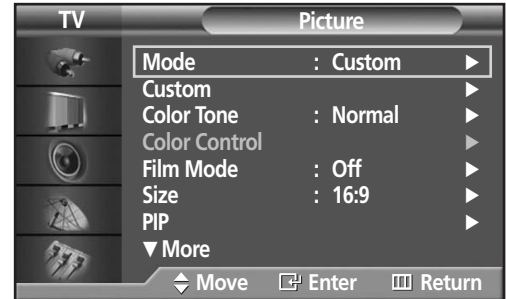 TV Picture
Mode : Custom ▶
Custom ▶
Color Tone : Normal ▶
Color Control ▶
Film Mode : Off ▶
Size : 16:9 ▶
PIP ▶
▼ More
Move Enter Return